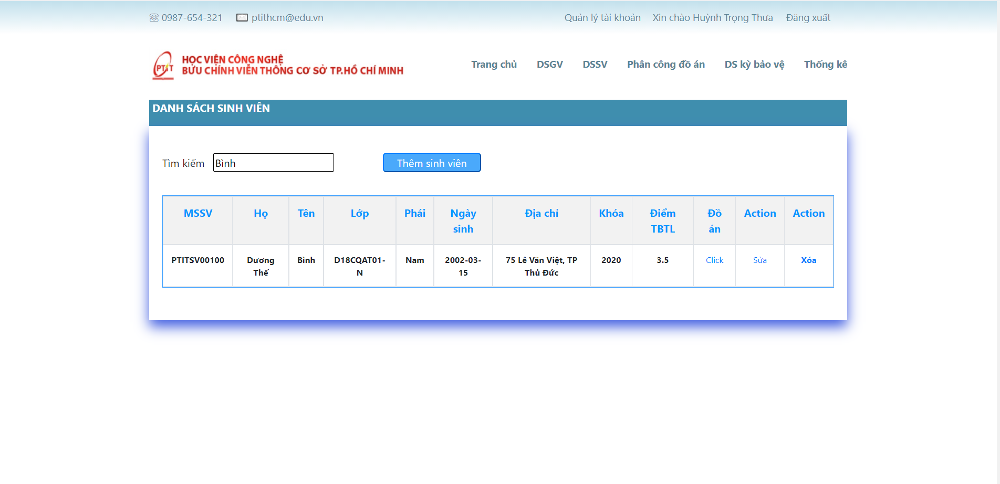 0987-654-321 ptithcm@edu.vn Quản lý tài khoản Xin chào Huỳnh Trọng Thưa Đăng xuất
PTIT
HỌC VIỆN CÔNG NGHỆ
BƯU CHÍNH VIỄN THÔNG CƠ SỞ TP.HỒ CHÍ MINH
Trang chủ DSGV DSSV Phân công đồ án DS kỳ bảo vệ Thống kê
DANH SÁCH SINH VIÊN
Tìm kiếm Bình Thêm sinh viên
MSSV Họ Tên Lớp Phái Ngày Địa chỉ Khóa Điểm Đồ Action Action
sinh TBTL án
PTITSV00100 Dương Bình D18CQAT01- Nam 2002-03- 75 Lê Văn Việt, TP 2020 3.5 Click Sửa Xóa
Thế N 15 Thủ Đức